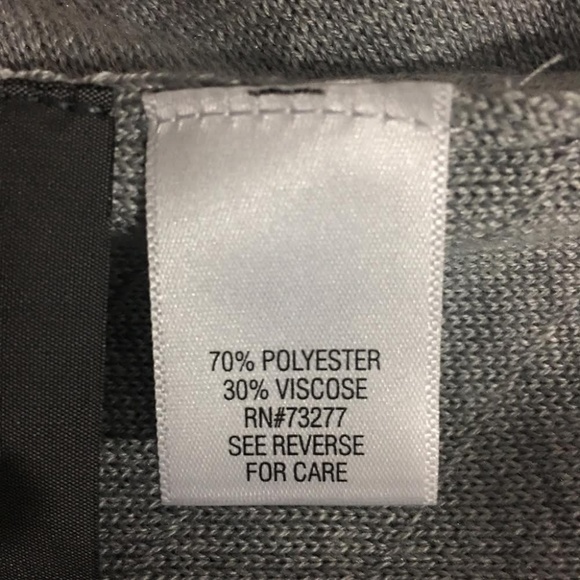 70% POLYESTER
30% VISCOSE
RN#73277
SEE REVERSE
FOR CARE